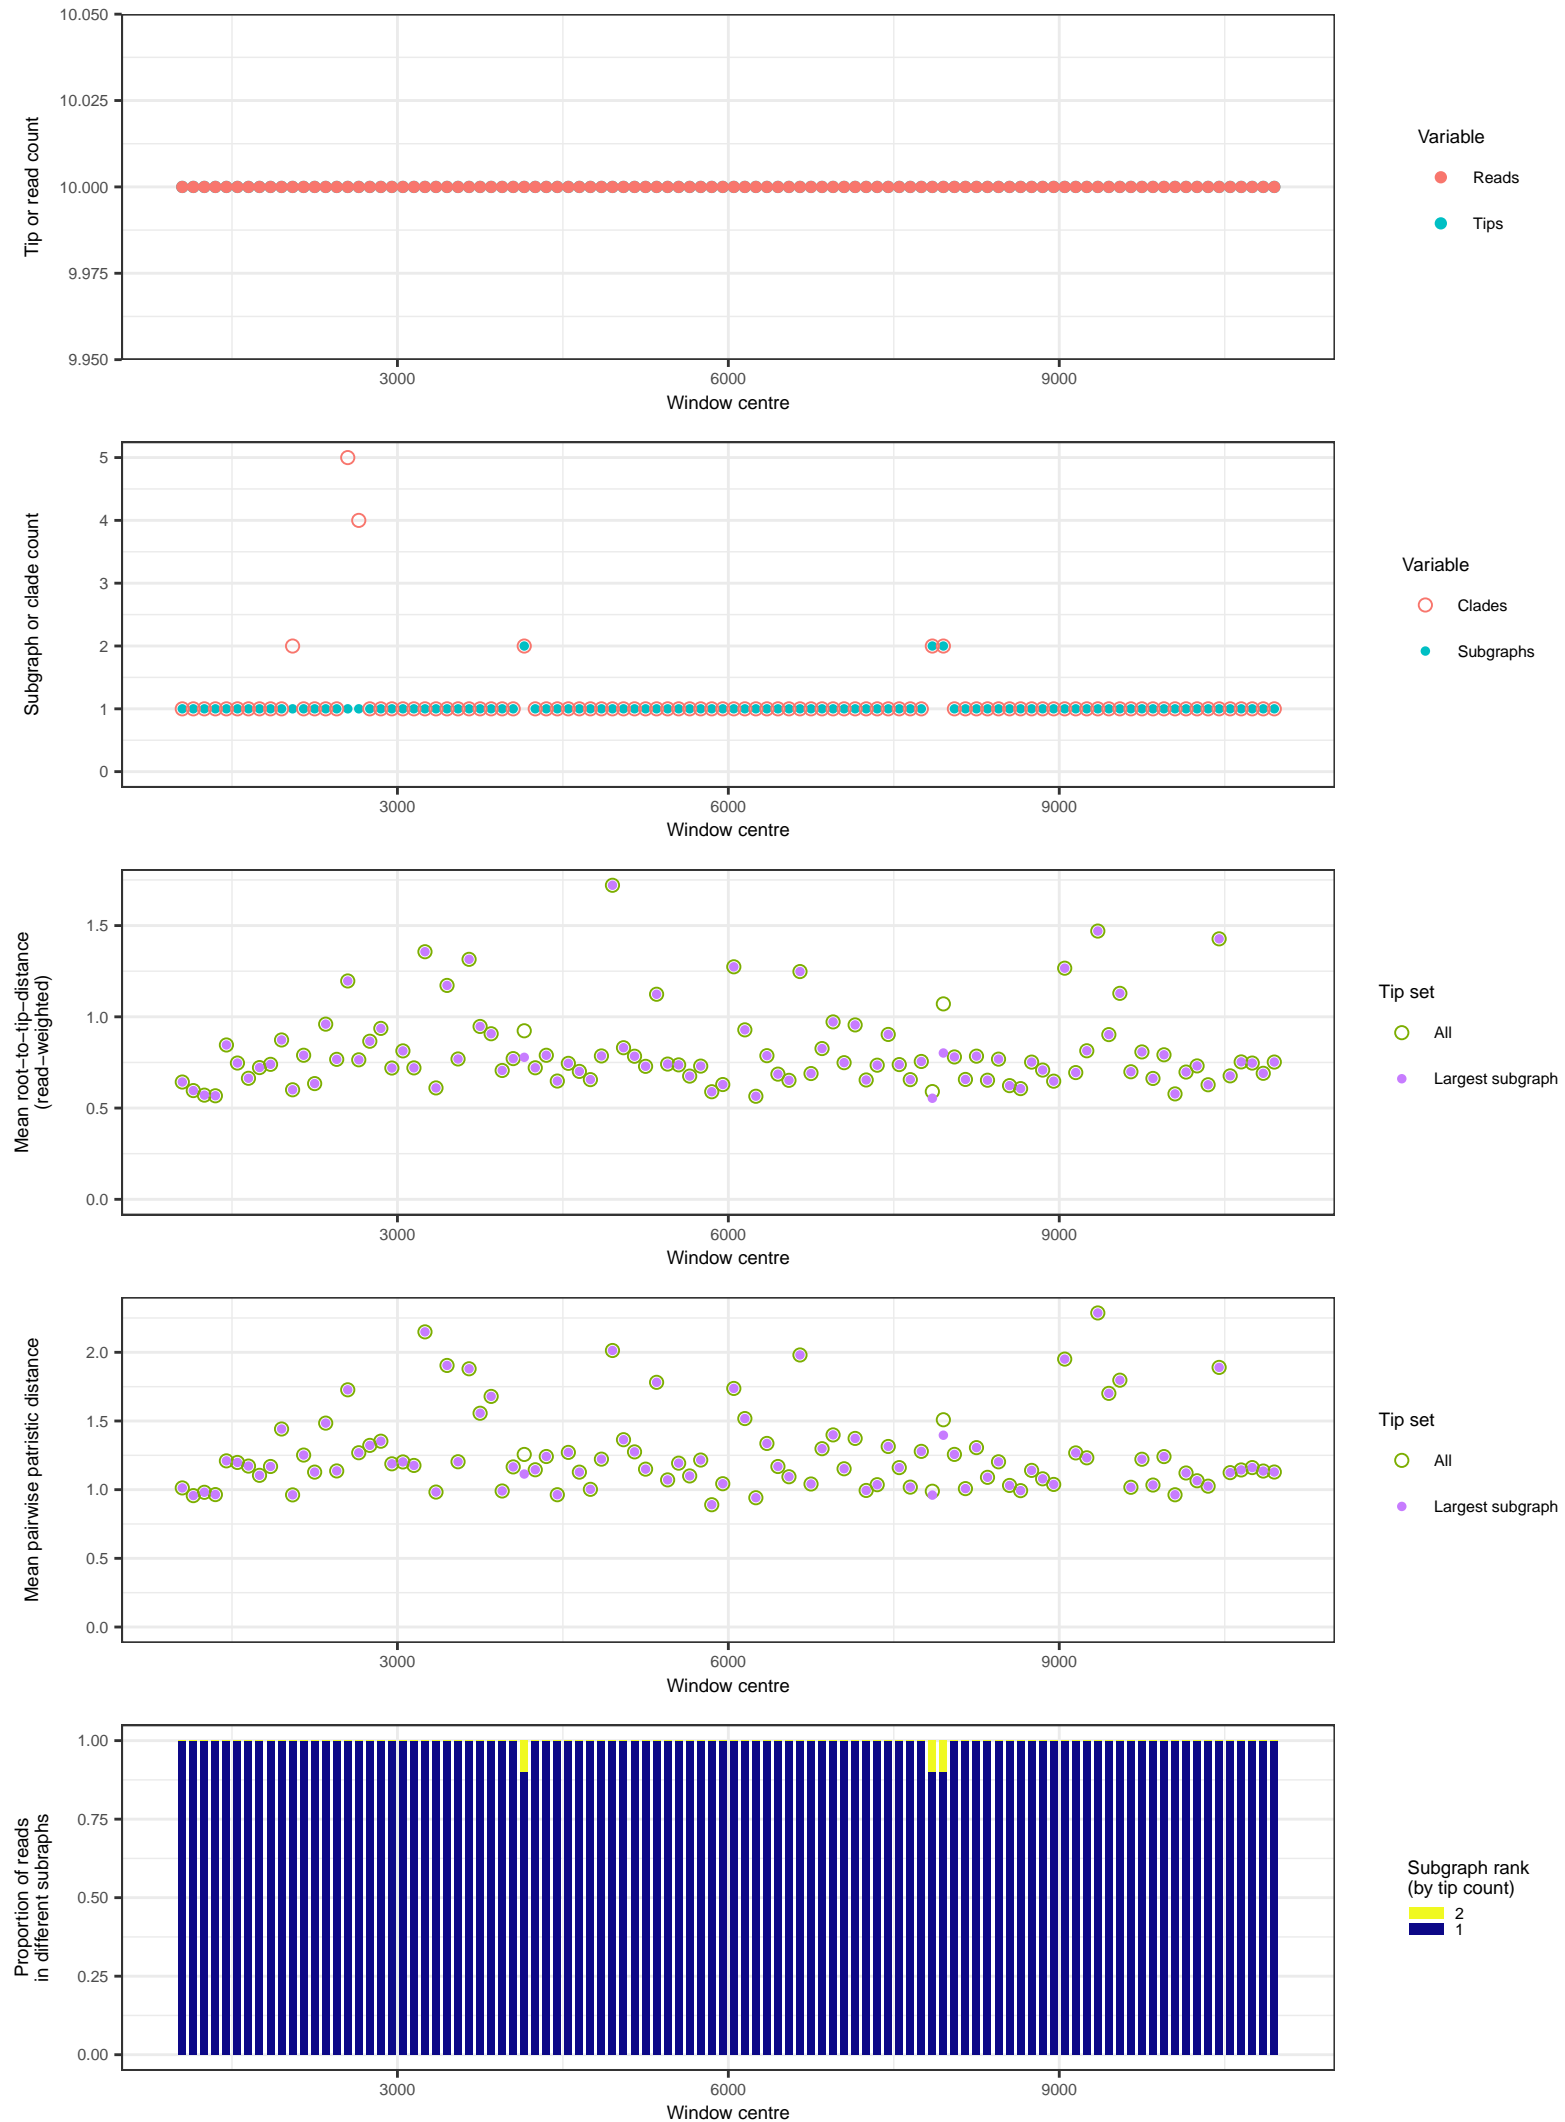 10.050
10.025
10.000
9.975
9.950
Tip or read count
3000 6000 9000
Window centre
Variable
Reads
Tips
5
4
3
2
1
0
Subgraph or clade count
3000 6000 9000
Window centre
Variable
Clades
Subgraphs
1.5
1.0
0.5
0.0
Mean root−to−tip−distance
(read−weighted)
3000 6000 9000
Window centre
Tip set
All
Largest subgraph
2.0
1.5
1.0
0.5
0.0
Mean pairwise patristic distance
3000 6000 9000
Window centre
Tip set
All
Largest subgraph
1.00
0.75
0.50
0.25
0.00
Proportion of reads
in different subraphs
3000 6000 9000
Window centre
Subgraph rank
(by tip count)
2
1